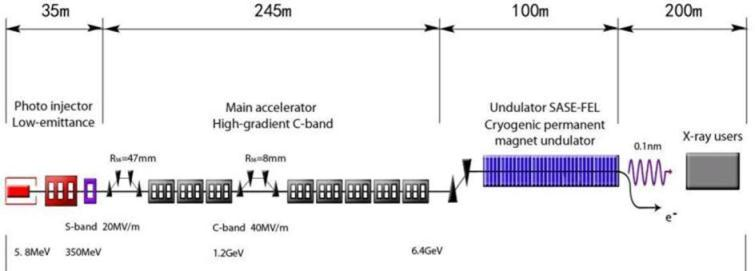 35m
245m
100m
200m
Photo injector
Low-emittance
Main accelerator
High-gradient C-band
Undulator SASE-FEL
Cryogenic permanent
magnet undulator
X-ray users
R₅₆=47mm
R₅₆=8mm
0.1nm
S-band 20MV/m
C-band 40MV/m
e⁻
5.8MeV
350MeV
1.2GeV
6.4GeV